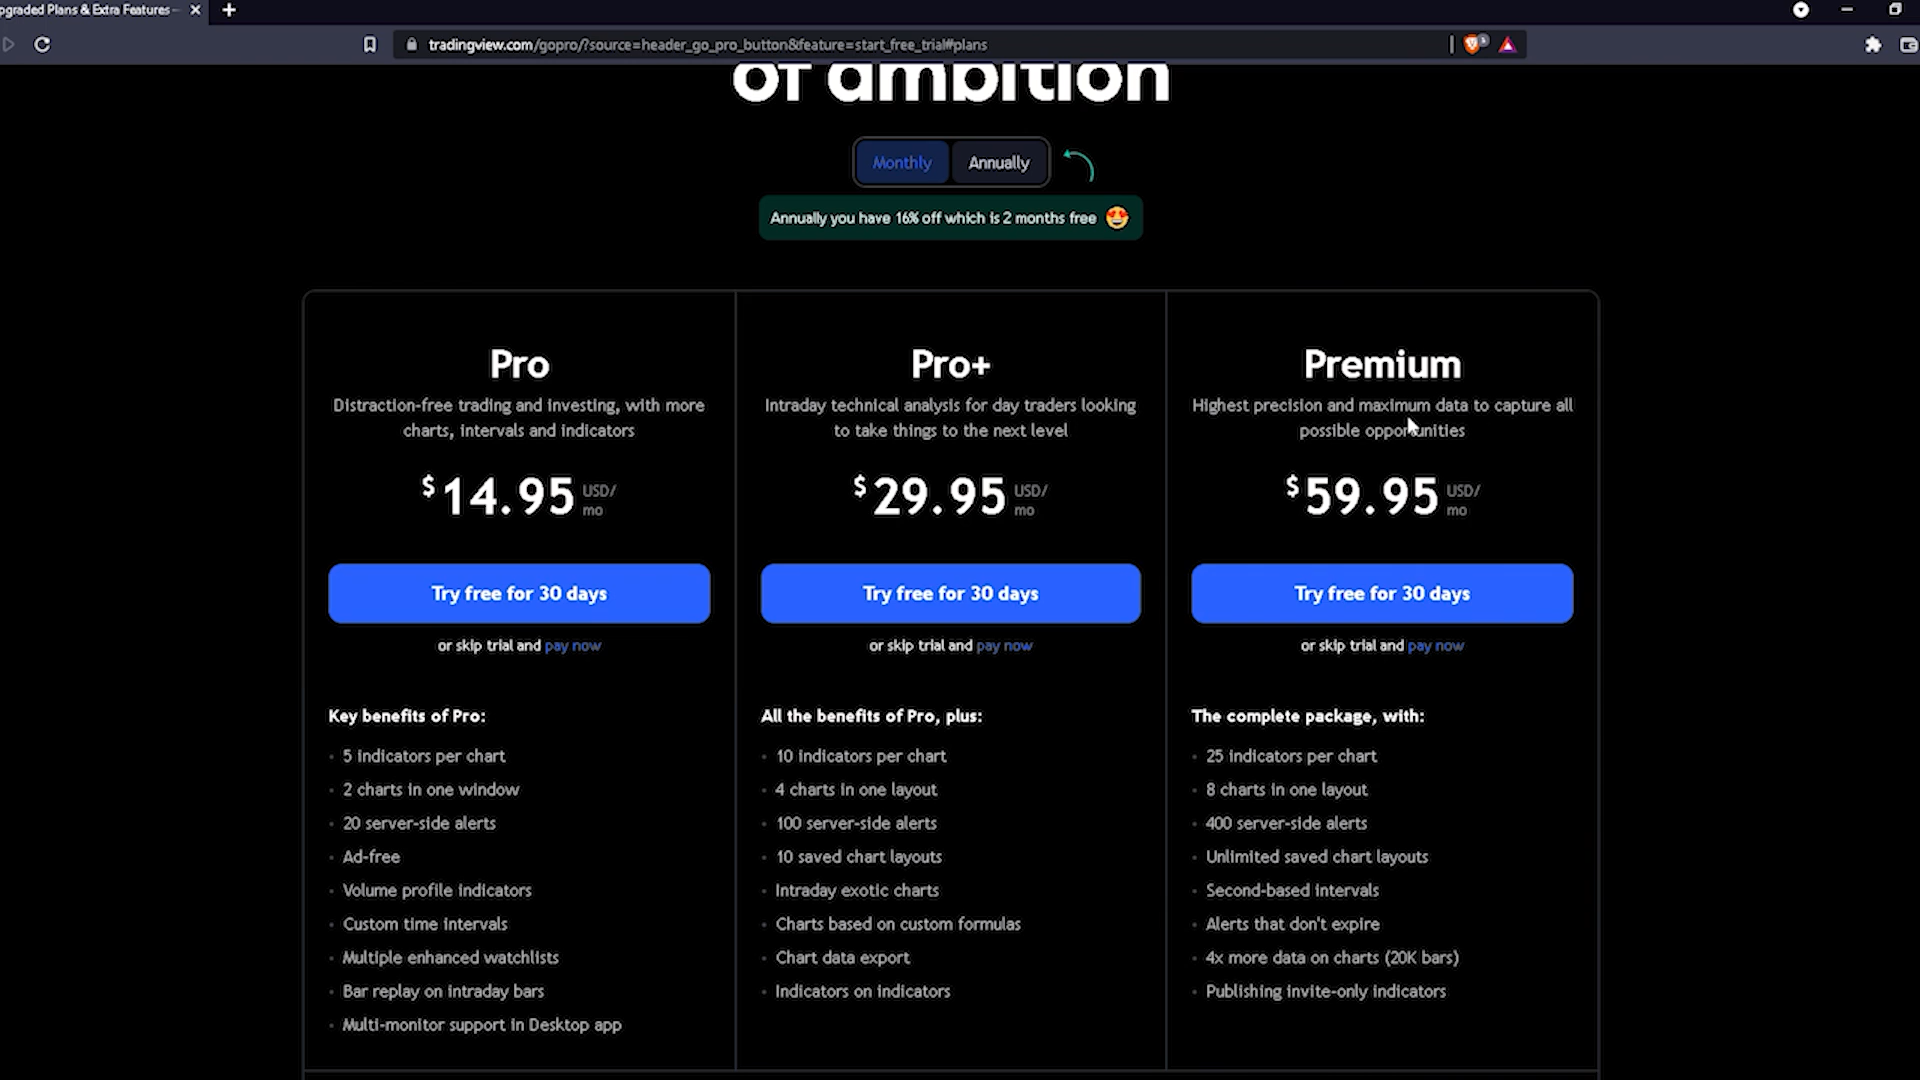 pgraded Plans & Extra Features –
tradingview.com/gopro/?source=header_go_pro_button&feature=start_free_trial#plans
of ambition
Monthly
Annually
Annually you have 16% off which is 2 months free
Pro
Distraction-free trading and investing, with more
charts, intervals and indicators
$14.95 USD/
mo
Try free for 30 days
or skip trial and pay now
Key benefits of Pro:
5 indicators per chart
2 charts in one window
20 server-side alerts
Ad-free
Volume profile indicators
Custom time intervals
Multiple enhanced watchlists
Bar replay on intraday bars
Multi-monitor support in Desktop app
Pro+
Intraday technical analysis for day traders looking
to take things to the next level
$29.95 USD/
mo
Try free for 30 days
or skip trial and pay now
All the benefits of Pro, plus:
10 indicators per chart
4 charts in one layout
100 server-side alerts
10 saved chart layouts
Intraday exotic charts
Charts based on custom formulas
Chart data export
Indicators on indicators
Premium
Highest precision and maximum data to capture all
possible opportunities
$59.95 USD/
mo
Try free for 30 days
or skip trial and pay now
The complete package, with:
25 indicators per chart
8 charts in one layout
400 server-side alerts
Unlimited saved chart layouts
Second-based intervals
Alerts that don't expire
4x more data on charts (20K bars)
Publishing invite-only indicators